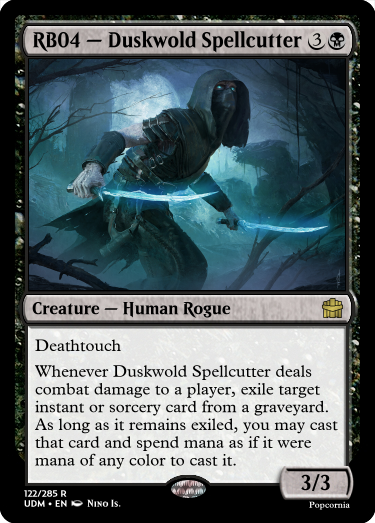 RB04 — Duskwold Spellcutter 3
Creature — Human Rogue
Deathtouch
Whenever Duskwold Spellcutter deals
combat damage to a player, exile target
instant or sorcery card from a graveyard.
As long as it remains exiled, you may cast
that card and spend mana as if it were
mana of any color to cast it.
3/3
122/285 R
UDM • EN Nino Is.
Popcornia